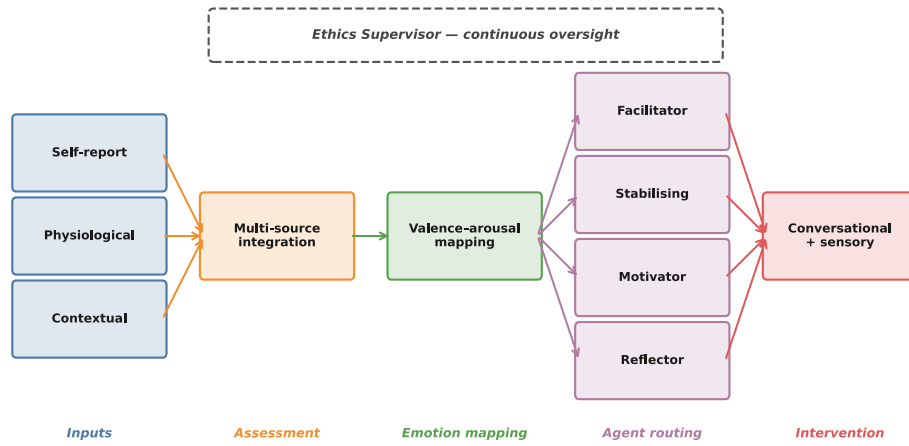 Ethics Supervisor — continuous oversight
Self-report
Physiological
Contextual
Multi-source
integration
Valence–arousal
mapping
Facilitator
Stabilising
Motivator
Reflector
Conversational
+ sensory
Inputs
Assessment
Emotion mapping
Agent routing
Intervention